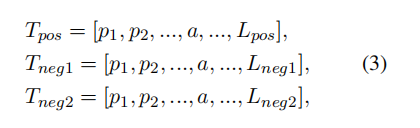 T_{pos} = [p_1, p_2, ..., a, ..., L_{pos}],
T_{neg1} = [p_1, p_2, ..., a, ..., L_{neg1}], (3)
T_{neg2} = [p_1, p_2, ..., a, ..., L_{neg2}],